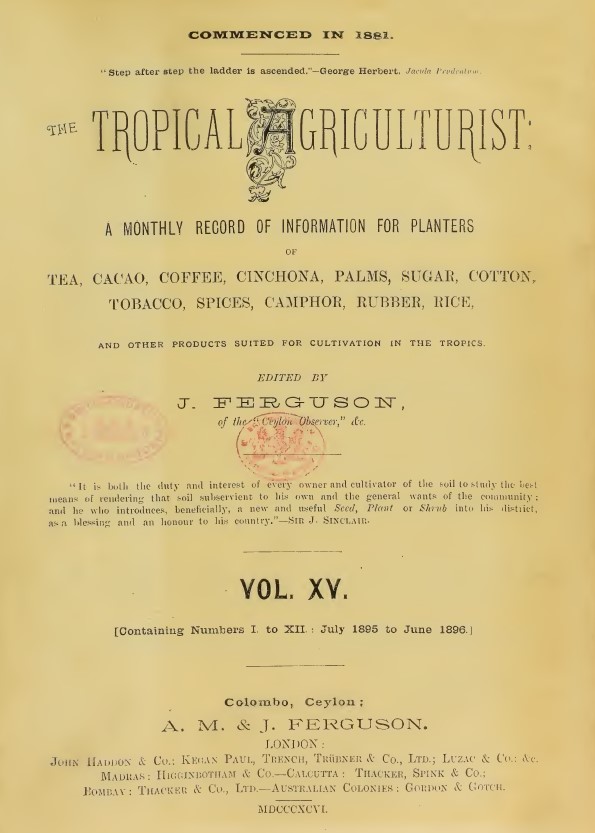 COMMENCED IN 1881.
"Step after step the ladder is ascended."—George Herbert. Jacula Prudentum.
THE TROPICAL AGRICULTURIST:
A MONTHLY RECORD OF INFORMATION FOR PLANTERS
OF
TEA, CACAO, COFFEE, CINCHONA, PALMS, SUGAR, COTTON,
TOBACCO, SPICES, CAMPHOR, RUBBER, RICE,
AND OTHER PRODUCTS SUITED FOR CULTIVATION IN THE TROPICS.
EDITED BY
J. FERGUSON,
of the "Ceylon Observer," &c.
"It is both the duty and interest of every owner and cultivator of the soil to study the best
means of rendering that soil subservient to his own and the general wants of the community;
and he who introduces, beneficially, a new and useful Seed, Plant or Shrub into his district,
is a blessing and an honour to his country."—SIR J. SINCLAIR.
VOL. XV.
[Containing Numbers I. to XII.: July 1895 to June 1896.]
Colombo, Ceylon:
A. M. & J. FERGUSON.
LONDON:
JOHN HADDON & CO.; KEGAN PAUL, TRENCH, TRÜBNER & CO., LTD.; LUZAC & CO.; &c.
MADRAS: HIGGINBOTHAM & CO.—CALCUTTA: THACKER, SPINK & CO.;
BOMBAY: THACKER & CO., LTD.—AUSTRALIAN COLONIES: GORDON & GOTCH.
MDCCCXCVI.